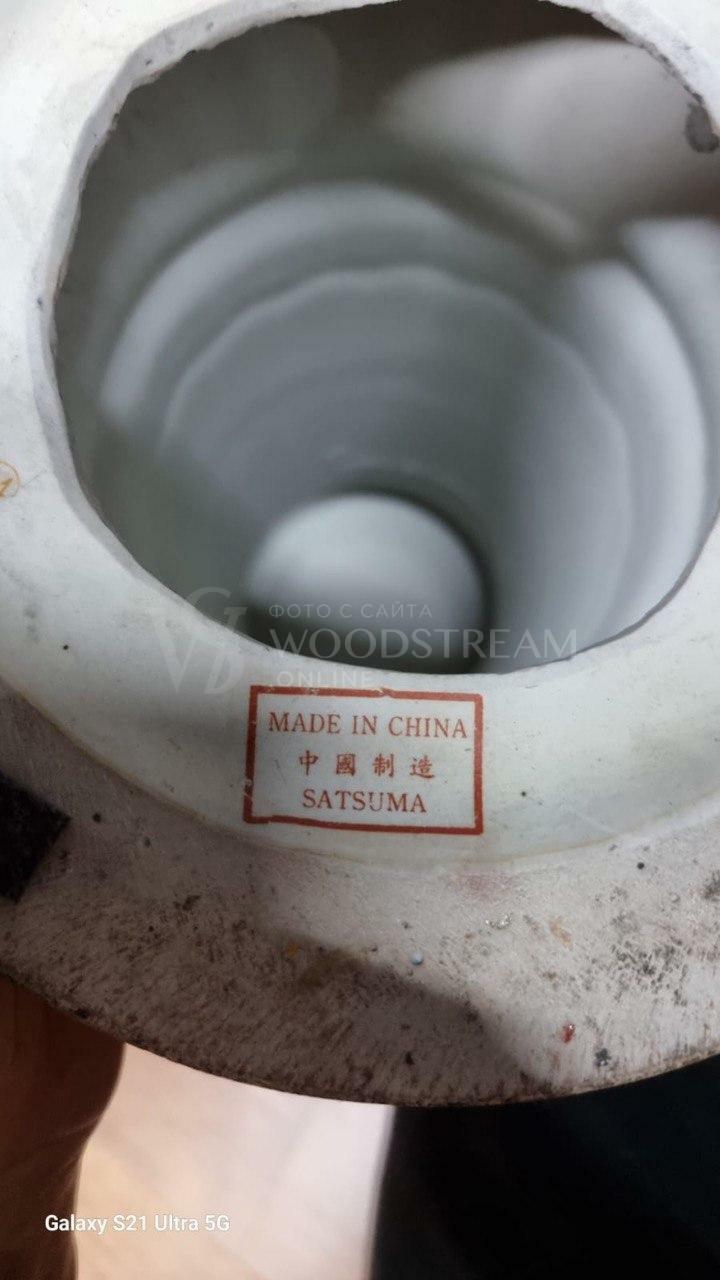 ФОТО С САЙТА
WOODSTREAM
ONLINE
MADE IN CHINA
中國制造
SATSUMA
Galaxy S21 Ultra 5G